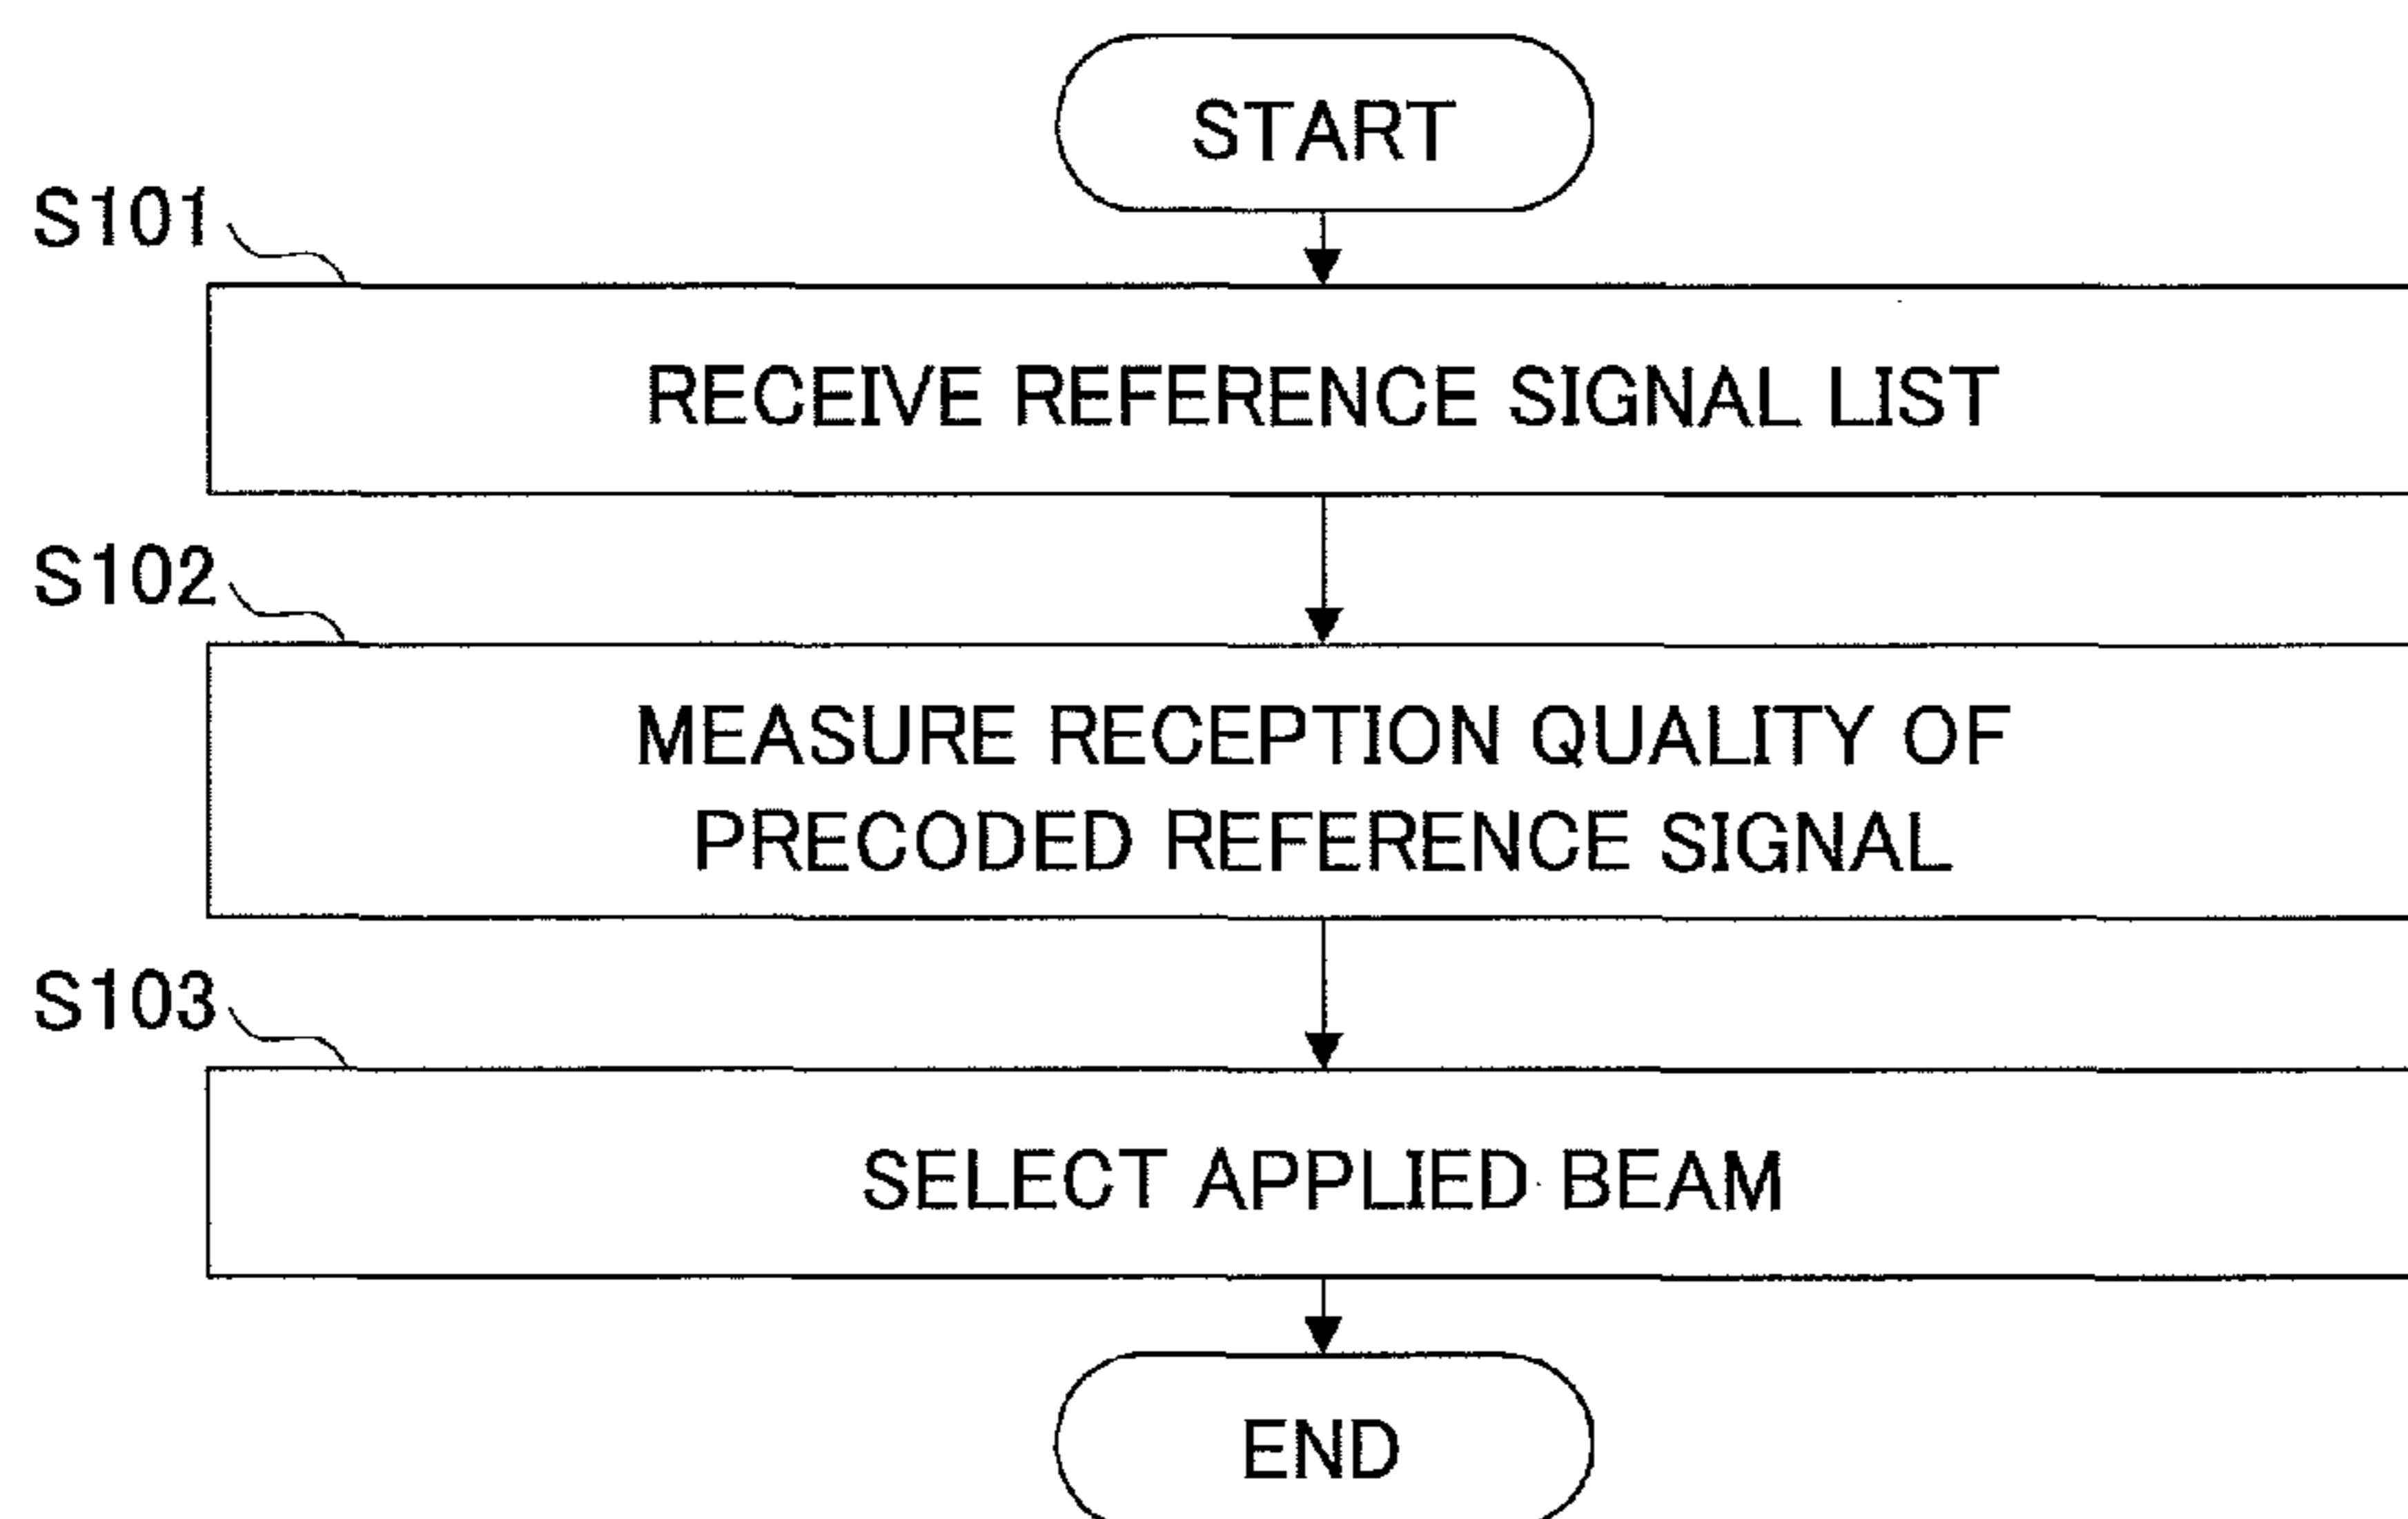 START
S101
RECEIVE REFERENCE SIGNAL LIST
S102
MEASURE RECEPTION QUALITY OF
PRECODED REFERENCE SIGNAL
S103
SELECT APPLIED BEAM
END